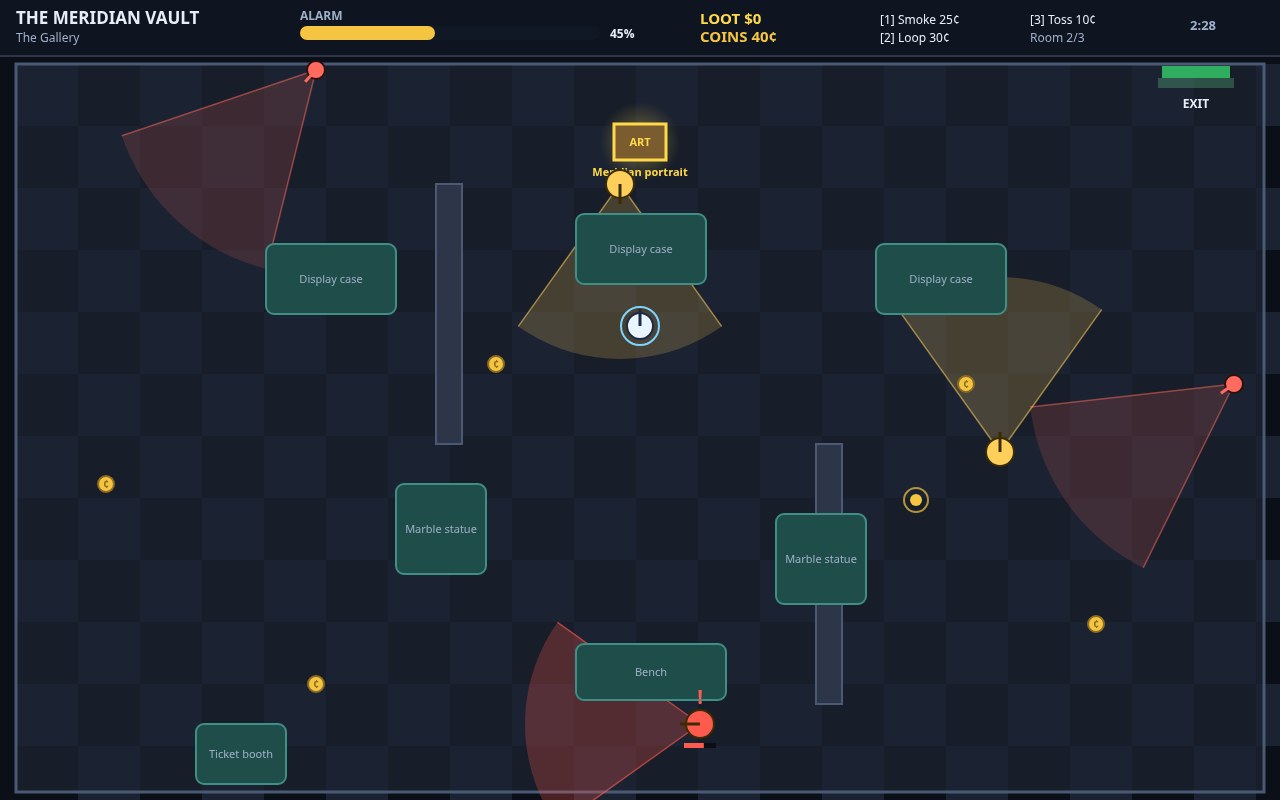 THE MERIDIAN VAULT
The Gallery
ALARM
45%
LOOT $0
COINS 40¢
[1] Smoke 25¢
[2] Loop 30¢
[3] Toss 10¢
Room 2/3
2:28
EXIT
ART
Meridian portrait
Display case
Display case
Display case
¢
¢
¢
Marble statue
Marble statue
¢
Bench
¢
Ticket booth